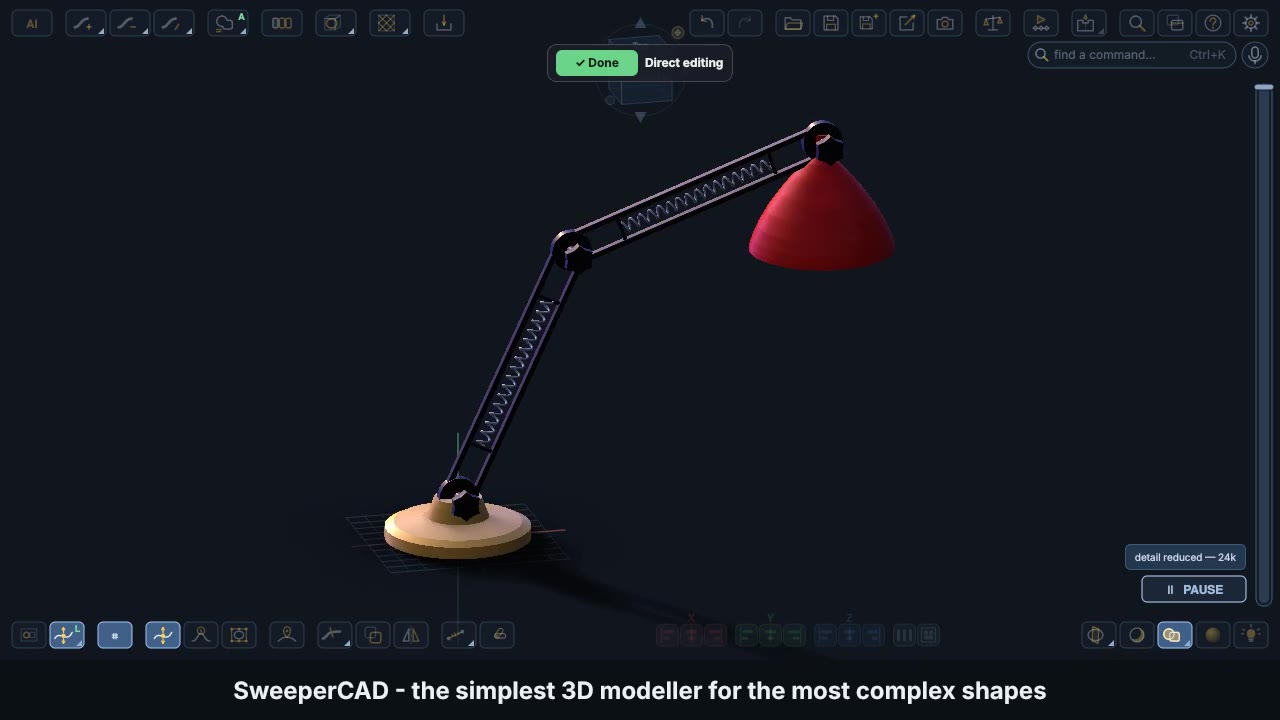 AI
A
find a command...
Ctrl+K
✓ Done
Direct editing
detail reduced — 24k
PAUSE
L
X
Y
Z
SweeperCAD - the simplest 3D modeller for the most complex shapes